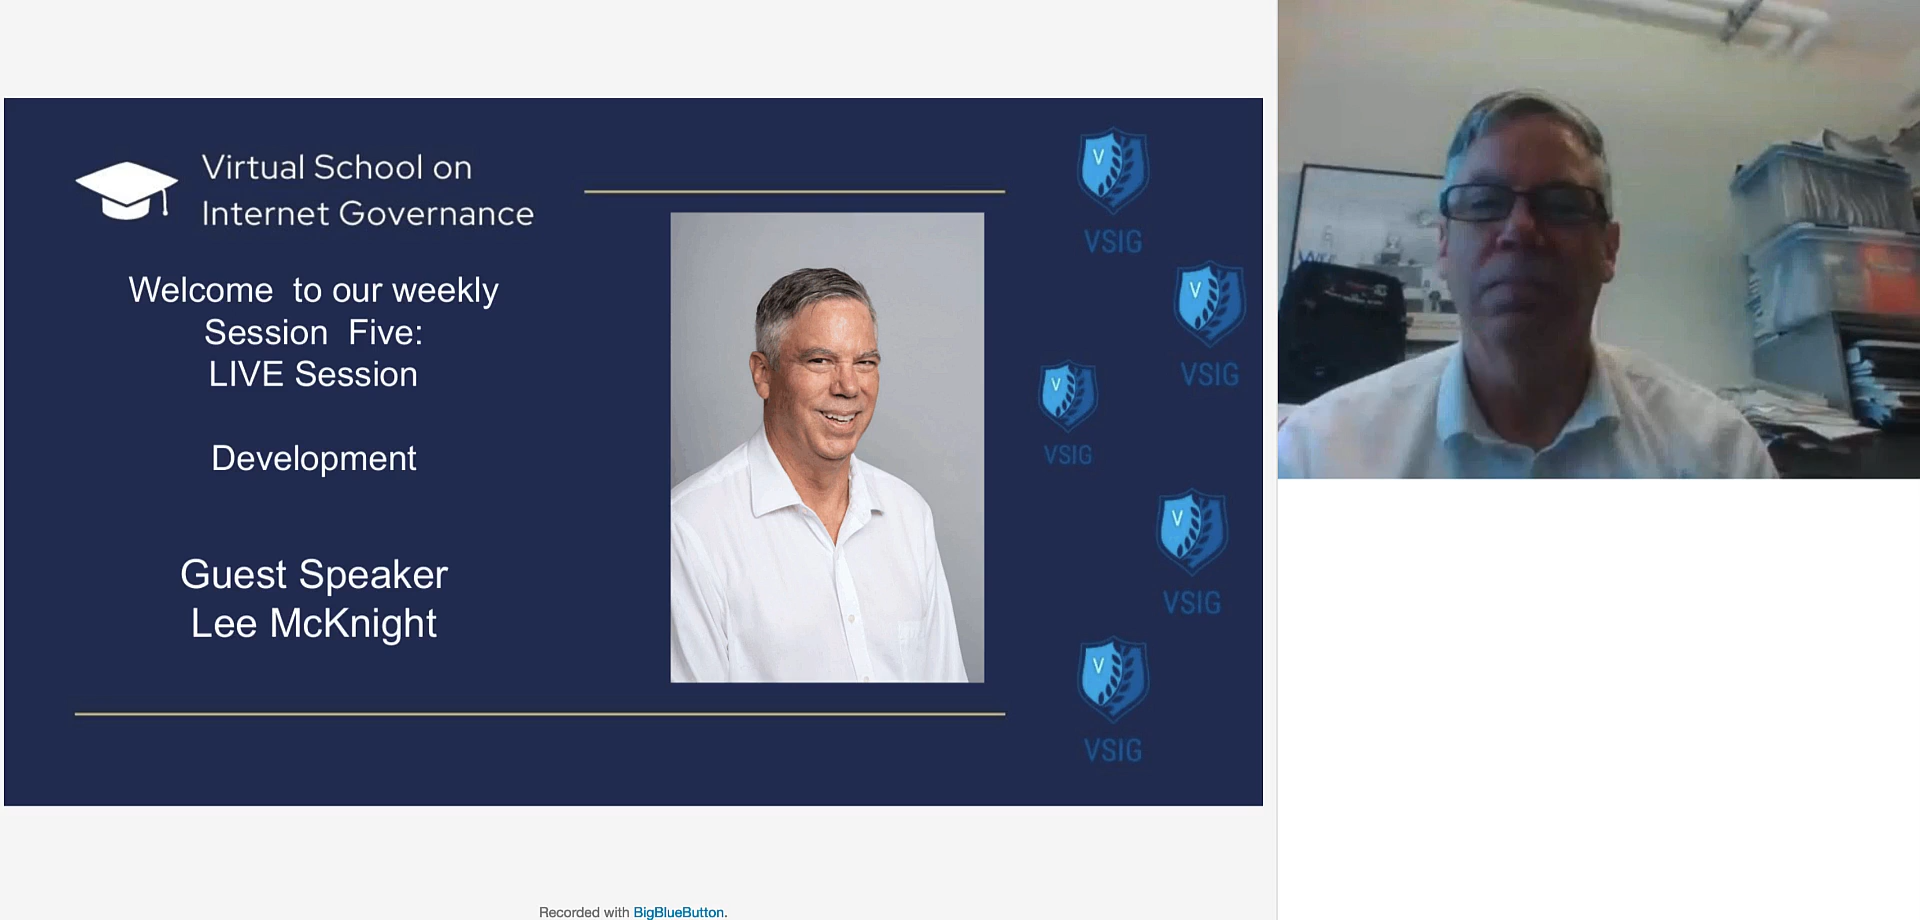 Virtual School on
Internet Governance
Welcome to our weekly
Session Five:
LIVE Session
Development
Guest Speaker
Lee McKnight
V
VSIG
V
VSIG
V
VSIG
V
VSIG
V
VSIG
Recorded with BigBlueButton.